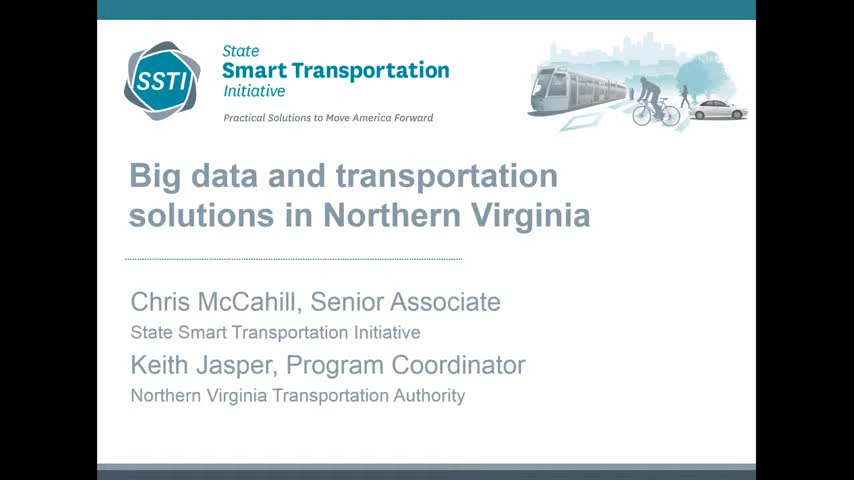 SSTI
State
Smart Transportation
Initiative
Practical Solutions to Move America Forward
Big data and transportation
solutions in Northern Virginia
Chris McCahill, Senior Associate
State Smart Transportation Initiative
Keith Jasper, Program Coordinator
Northern Virginia Transportation Authority